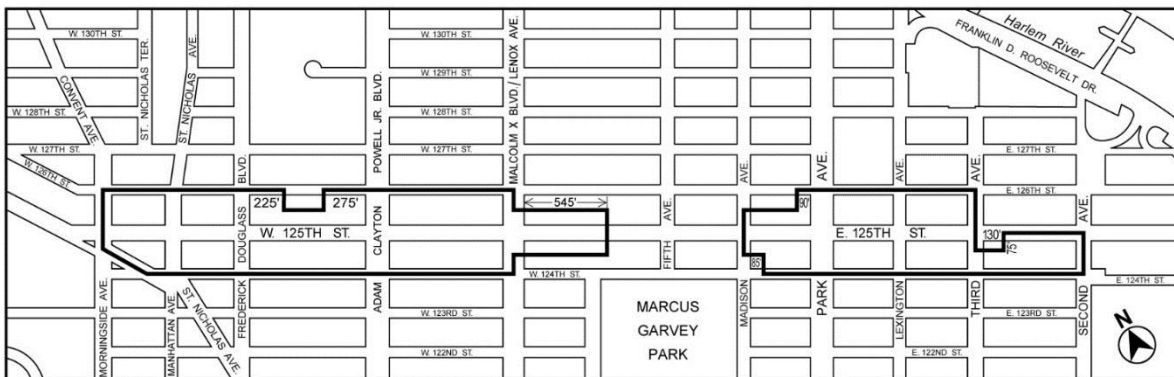 W. 130TH ST.
W. 130TH ST.
Harlem River
FRANKLIN D. ROOSEVELT DR.
CONVENT AVE.
ST. NICHOLAS TER.
ST. NICHOLAS AVE.
W. 129TH ST.
W. 128TH ST.
W. 128TH ST.
W. 127TH ST.
W. 127TH ST.
E. 127TH ST.
W. 126TH ST.
E. 126TH ST.
BLVD.
POWELL JR. BLVD.
MALCOLM X BLVD./ LENOX AVE.
AVE.
AVE.
AVE.
AVE.
AVE.
AVE.
225'
275'
545'
90'
W. 125TH ST.
E. 125TH ST.
130'
75'
85'
DOUGLASS
CLAYTON
FIFTH
W. 124TH ST.
E. 124TH ST.
MORNINGSIDE AVE.
MANHATTAN AVE.
ST. NICHOLAS AVE.
FREDERICK
ADAM
MADISON
PARK
LEXINGTON
THIRD
SECOND
W. 123RD ST.
E. 123RD ST.
MARCUS
GARVEY
PARK
W. 122ND ST.
E. 122ND ST.
N